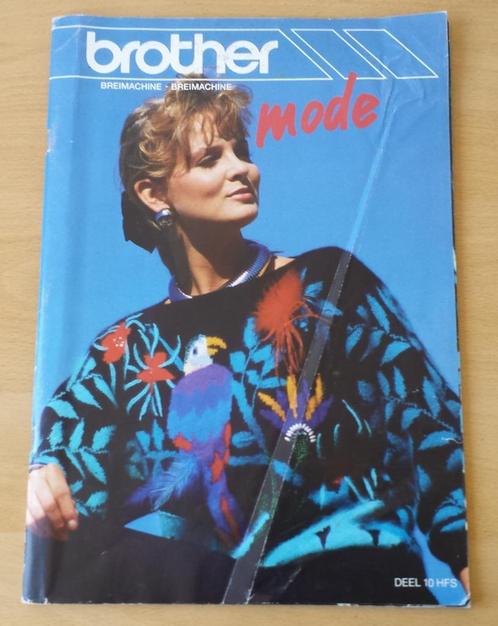 brother
BREIMACHINE · BREIMACHINE
mode
DEEL 10 HFS